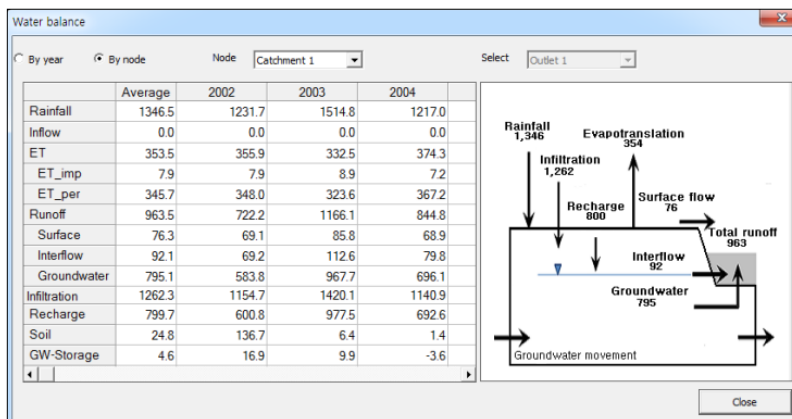 Water balance
By year By node Node Catchment 1 Select Outlet 1
Average 2002 2003 2004
Rainfall 1346.5 1231.7 1514.8 1217.0
Inflow 0.0 0.0 0.0 0.0
ET 353.5 355.9 332.5 374.3
ET_imp 7.9 7.9 8.9 7.2
ET_per 345.7 348.0 323.6 367.2
Runoff 963.5 722.2 1166.1 844.8
Surface 76.3 69.1 85.8 68.9
Interflow 92.1 69.2 112.6 79.8
Groundwater 795.1 583.8 967.7 696.1
Infiltration 1262.3 1154.7 1420.1 1140.9
Recharge 799.7 600.8 977.5 692.6
Soil 24.8 136.7 6.4 1.4
GW-Storage 4.6 16.9 9.9 -3.6
Rainfall
1,346
Evapotranslation
354
Infiltration
1,262
Recharge
800
Surface flow
76
Total runoff
963
Interflow
92
Groundwater
795
Groundwater movement
Close